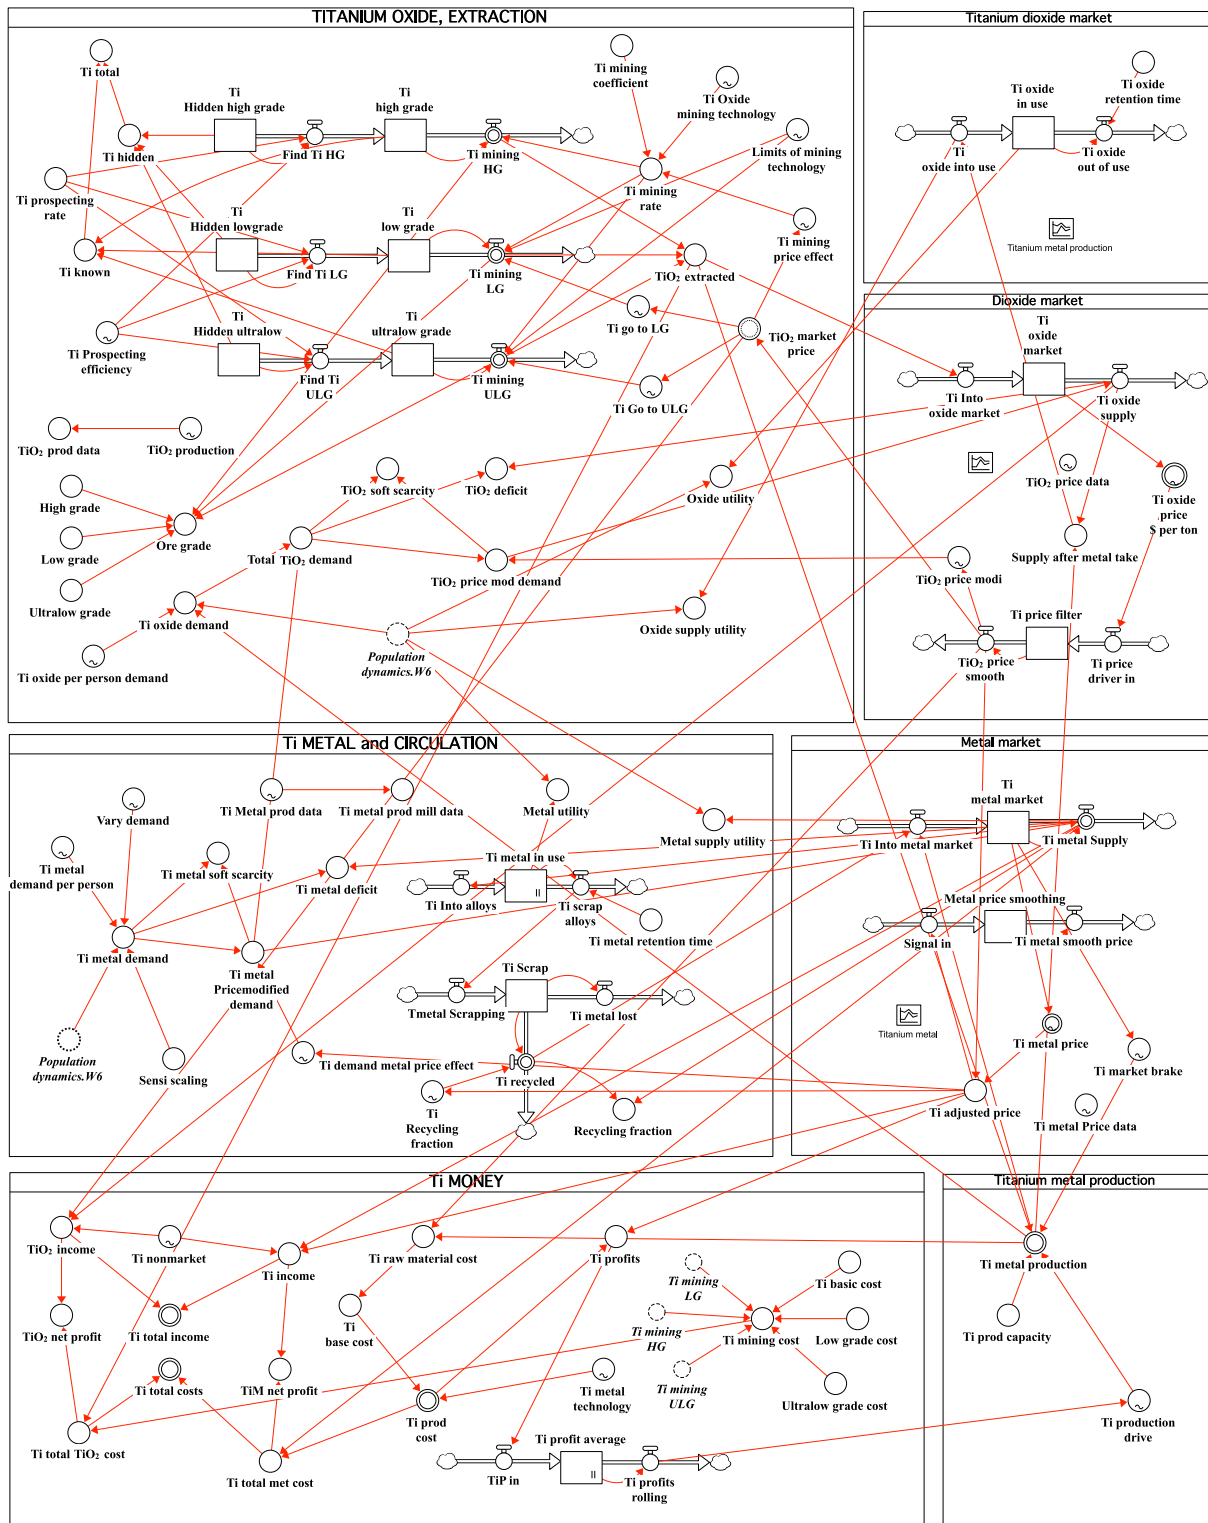 TITANIUM OXIDE, EXTRACTION
Ti total
Ti
Hidden high grade
Ti
high grade
Ti mining
coefficient
Ti Oxide
mining technology
Ti hidden
Find Ti HG
Ti mining
HG
Limits of mining
technology
Ti prospecting
rate
Ti
Hidden lowgrade
Ti
low grade
Ti mining
rate
Ti known
Find Ti LG
Ti mining
LG
TiO₂ extracted
Ti mining
price effect
Ti
Hidden ultralow
Ti
ultralow grade
Ti go to LG
TiO₂ market
price
Ti Prospecting
efficiency
Find Ti
ULG
Ti mining
ULG
Ti Go to ULG
TiO₂ prod data
TiO₂ production
TiO₂ soft scarcity
TiO₂ deficit
Oxide utility
High grade
Low grade
Ore grade
Total TiO₂ demand
TiO₂ price mod demand
Ultralow grade
Ti oxide demand
Oxide supply utility
Ti oxide per person demand
Population
dynamics.W6
Titanium dioxide market
Ti oxide
in use
Ti oxide
retention time
Ti
oxide into use
Ti oxide
out of use
Titanium metal production
Dioxide market
Ti
oxide
market
Ti Into
oxide market
Ti oxide
supply
TiO₂ price data
Ti oxide
price
$ per ton
Supply after metal take
TiO₂ price modi
Ti price filter
TiO₂ price
smooth
Ti price
driver in
Ti METAL and CIRCULATION
Vary demand
Ti Metal prod data
Ti metal prod mill data
Metal utility
Metal supply utility
Ti metal
demand per person
Ti metal soft scarcity
Ti metal deficit
Ti metal in use
Ti Into alloys
Ti scrap
alloys
Ti metal demand
Ti metal
Pricemodified
demand
Ti metal retention time
Ti Scrap
Tmetal Scrapping
Ti metal lost
Population
dynamics.W6
Sensi scaling
Ti demand metal price effect
Ti recycled
Ti
Recycling
fraction
Recycling fraction
Metal market
Ti
metal market
Ti Into metal market
Ti metal Supply
Metal price smoothing
Signal in
Ti metal smooth price
Titanium metal
Ti metal price
Ti market brake
Ti adjusted price
Ti metal Price data
Ti MONEY
TiO₂ income
Ti nonmarket
Ti income
Ti raw material cost
Ti profits
Ti mining
LG
Ti basic cost
TiO₂ net profit
Ti total income
Ti
base cost
Ti mining
HG
Ti mining cost
Low grade cost
Ti total costs
TiM net profit
Ti prod
cost
Ti metal
technology
Ti mining
ULG
Ultralow grade cost
Ti total TiO₂ cost
Ti total met cost
Ti profit average
TiP in
Ti profits
rolling
Titanium metal production
Ti metal production
Ti prod capacity
Ti production
drive